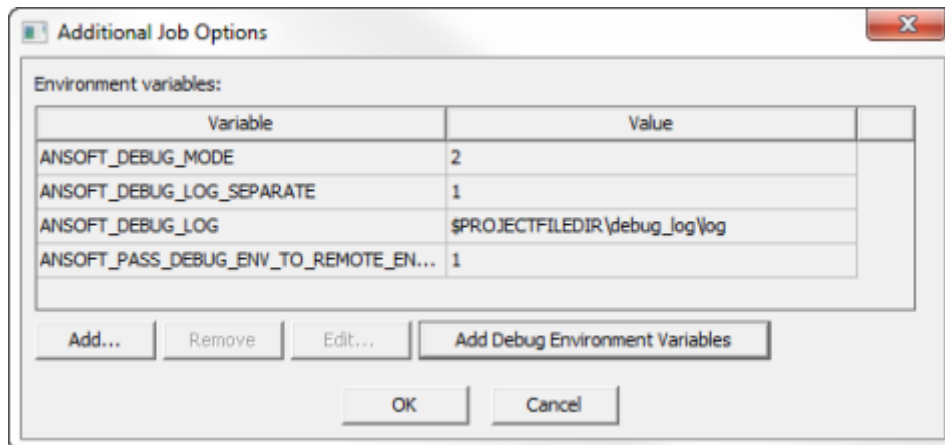 Additional Job Options
Environment variables:
Variable Value
ANSOFT_DEBUG_MODE 2
ANSOFT_DEBUG_LOG_SEPARATE 1
ANSOFT_DEBUG_LOG $PROJECTFILEDIR\debug_log\log
ANSOFT_PASS_DEBUG_ENV_TO_REMOTE_EN... 1
Add... Remove Edit... Add Debug Environment Variables
OK Cancel